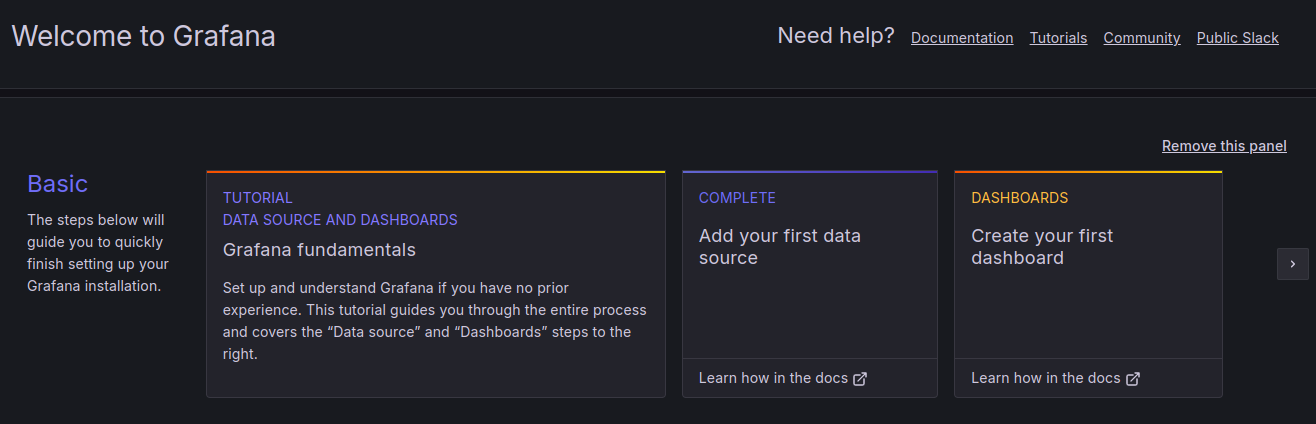 Welcome to Grafana
Need help? Documentation Tutorials Community Public Slack
Remove this panel
Basic
The steps below will
guide you to quickly
finish setting up your
Grafana installation.
TUTORIAL
DATA SOURCE AND DASHBOARDS
Grafana fundamentals
Set up and understand Grafana if you have no prior
experience. This tutorial guides you through the entire process
and covers the “Data source” and “Dashboards” steps to the
right.
COMPLETE
Add your first data
source
Learn how in the docs
DASHBOARDS
Create your first
dashboard
Learn how in the docs